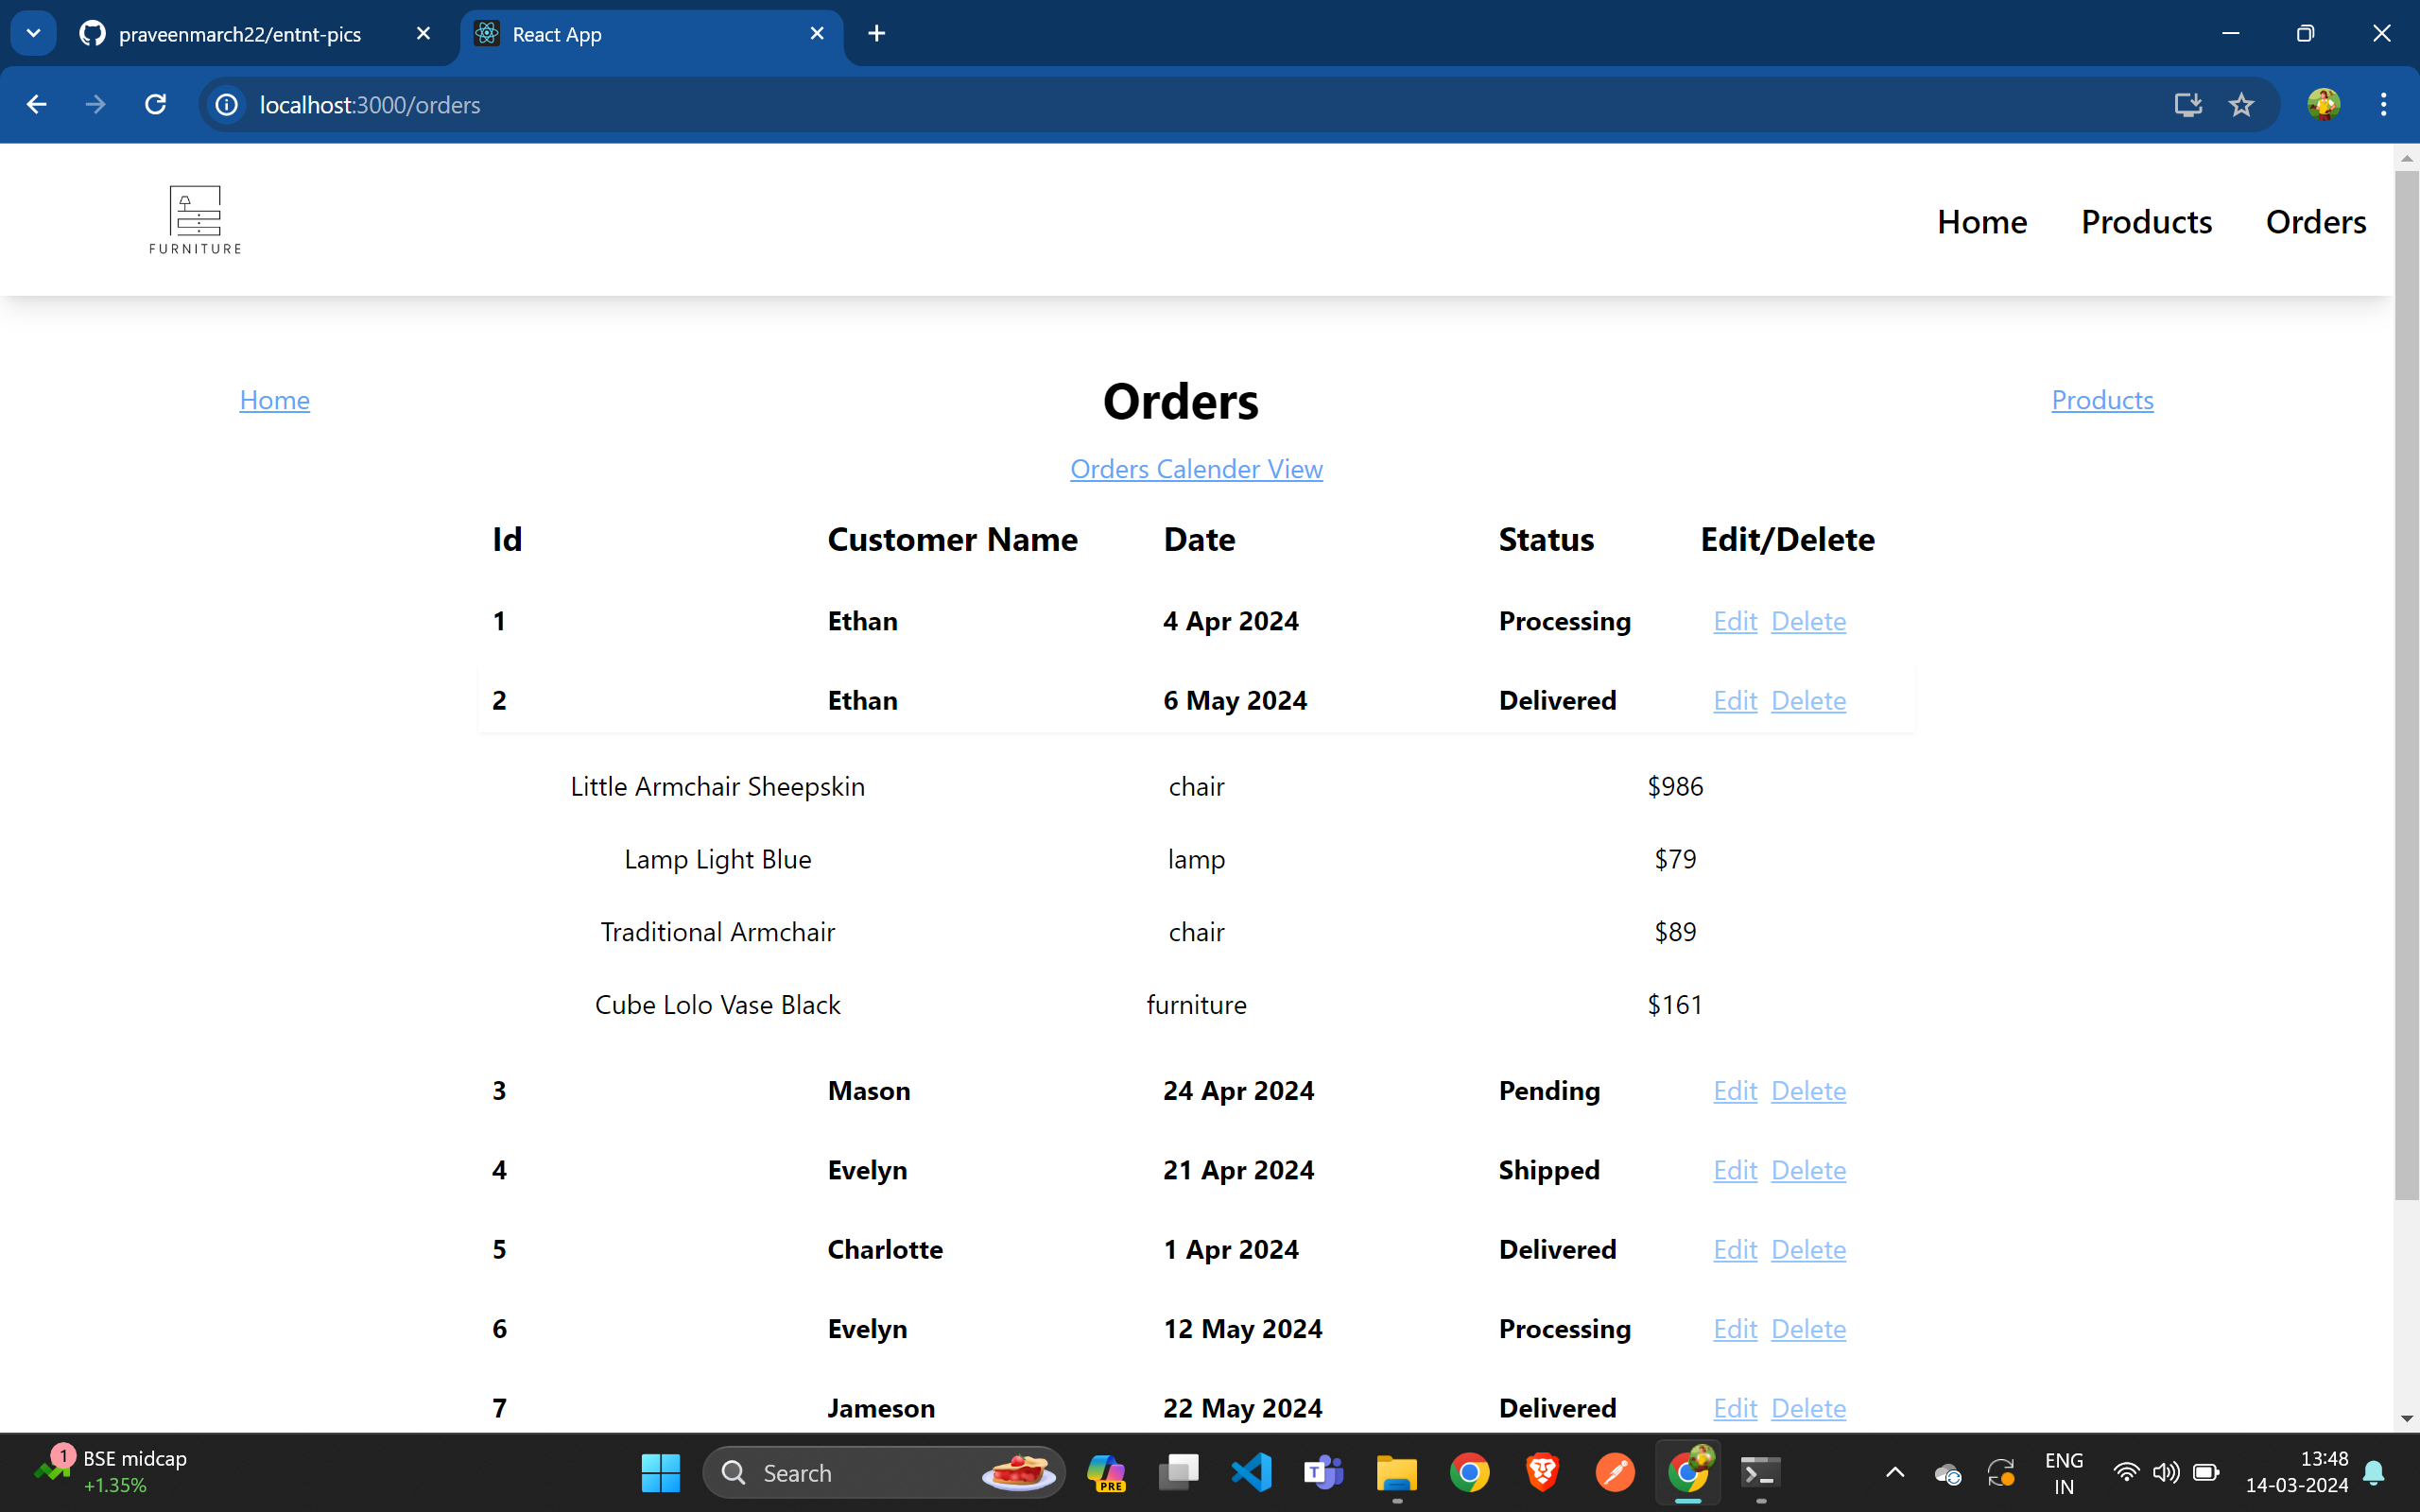 praveenmarch22/entnt-pics
React App
localhost:3000/orders
FURNITURE
Home Products Orders
Home Orders Products
Orders Calender View
Id Customer Name Date Status Edit/Delete
1 Ethan 4 Apr 2024 Processing Edit Delete
2 Ethan 6 May 2024 Delivered Edit Delete
Little Armchair Sheepskin chair $986
Lamp Light Blue lamp $79
Traditional Armchair chair $89
Cube Lolo Vase Black furniture $161
3 Mason 24 Apr 2024 Pending Edit Delete
4 Evelyn 21 Apr 2024 Shipped Edit Delete
5 Charlotte 1 Apr 2024 Delivered Edit Delete
6 Evelyn 12 May 2024 Processing Edit Delete
7 Jameson 22 May 2024 Delivered Edit Delete
1 BSE midcap
+1.35%
Search
PRE
T
ENG
IN
13:48
14-03-2024